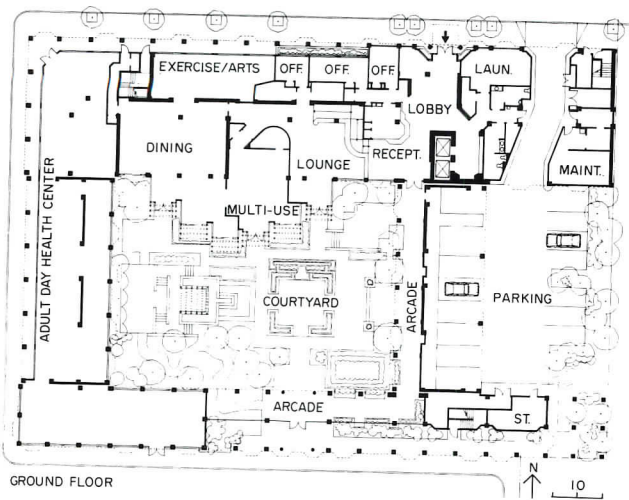 EXERCISE/ARTS
OFF.
OFF.
OFF.
LAUN.
LOBBY
DINING
LOUNGE
RECEPT.
MAINT.
MULTI-USE
ADULT DAY HEALTH CENTER
COURTYARD
ARCADE
PARKING
ARCADE
ST.
GROUND FLOOR
N
10